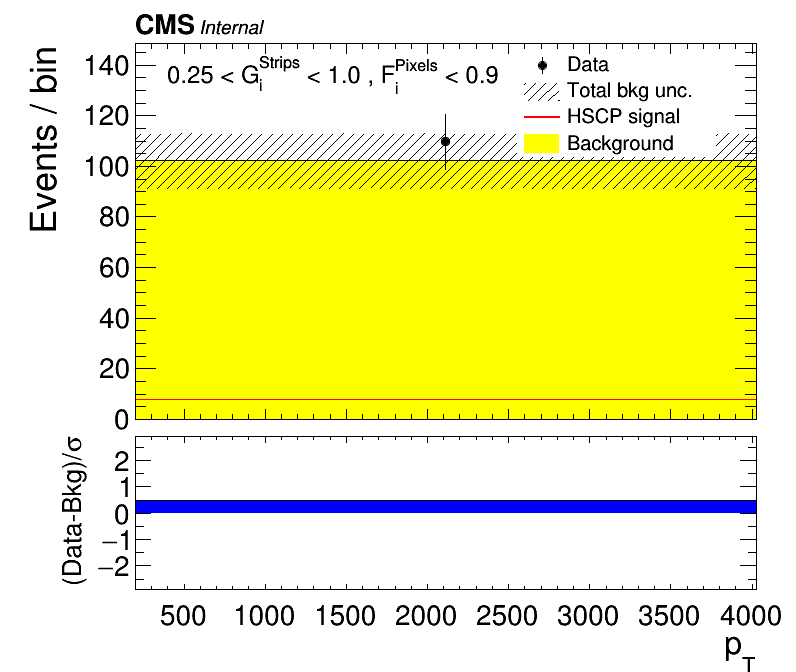 CMS Internal
Events / bin
140
120
100
80
60
40
20
0
0.25 < G_i^Strips < 1.0 , F_i^Pixels < 0.9
Data
Total bkg unc.
HSCP signal
Background
(Data-Bkg)/σ
2
1
0
−1
−2
500 1000 1500 2000 2500 3000 3500 4000
p_T